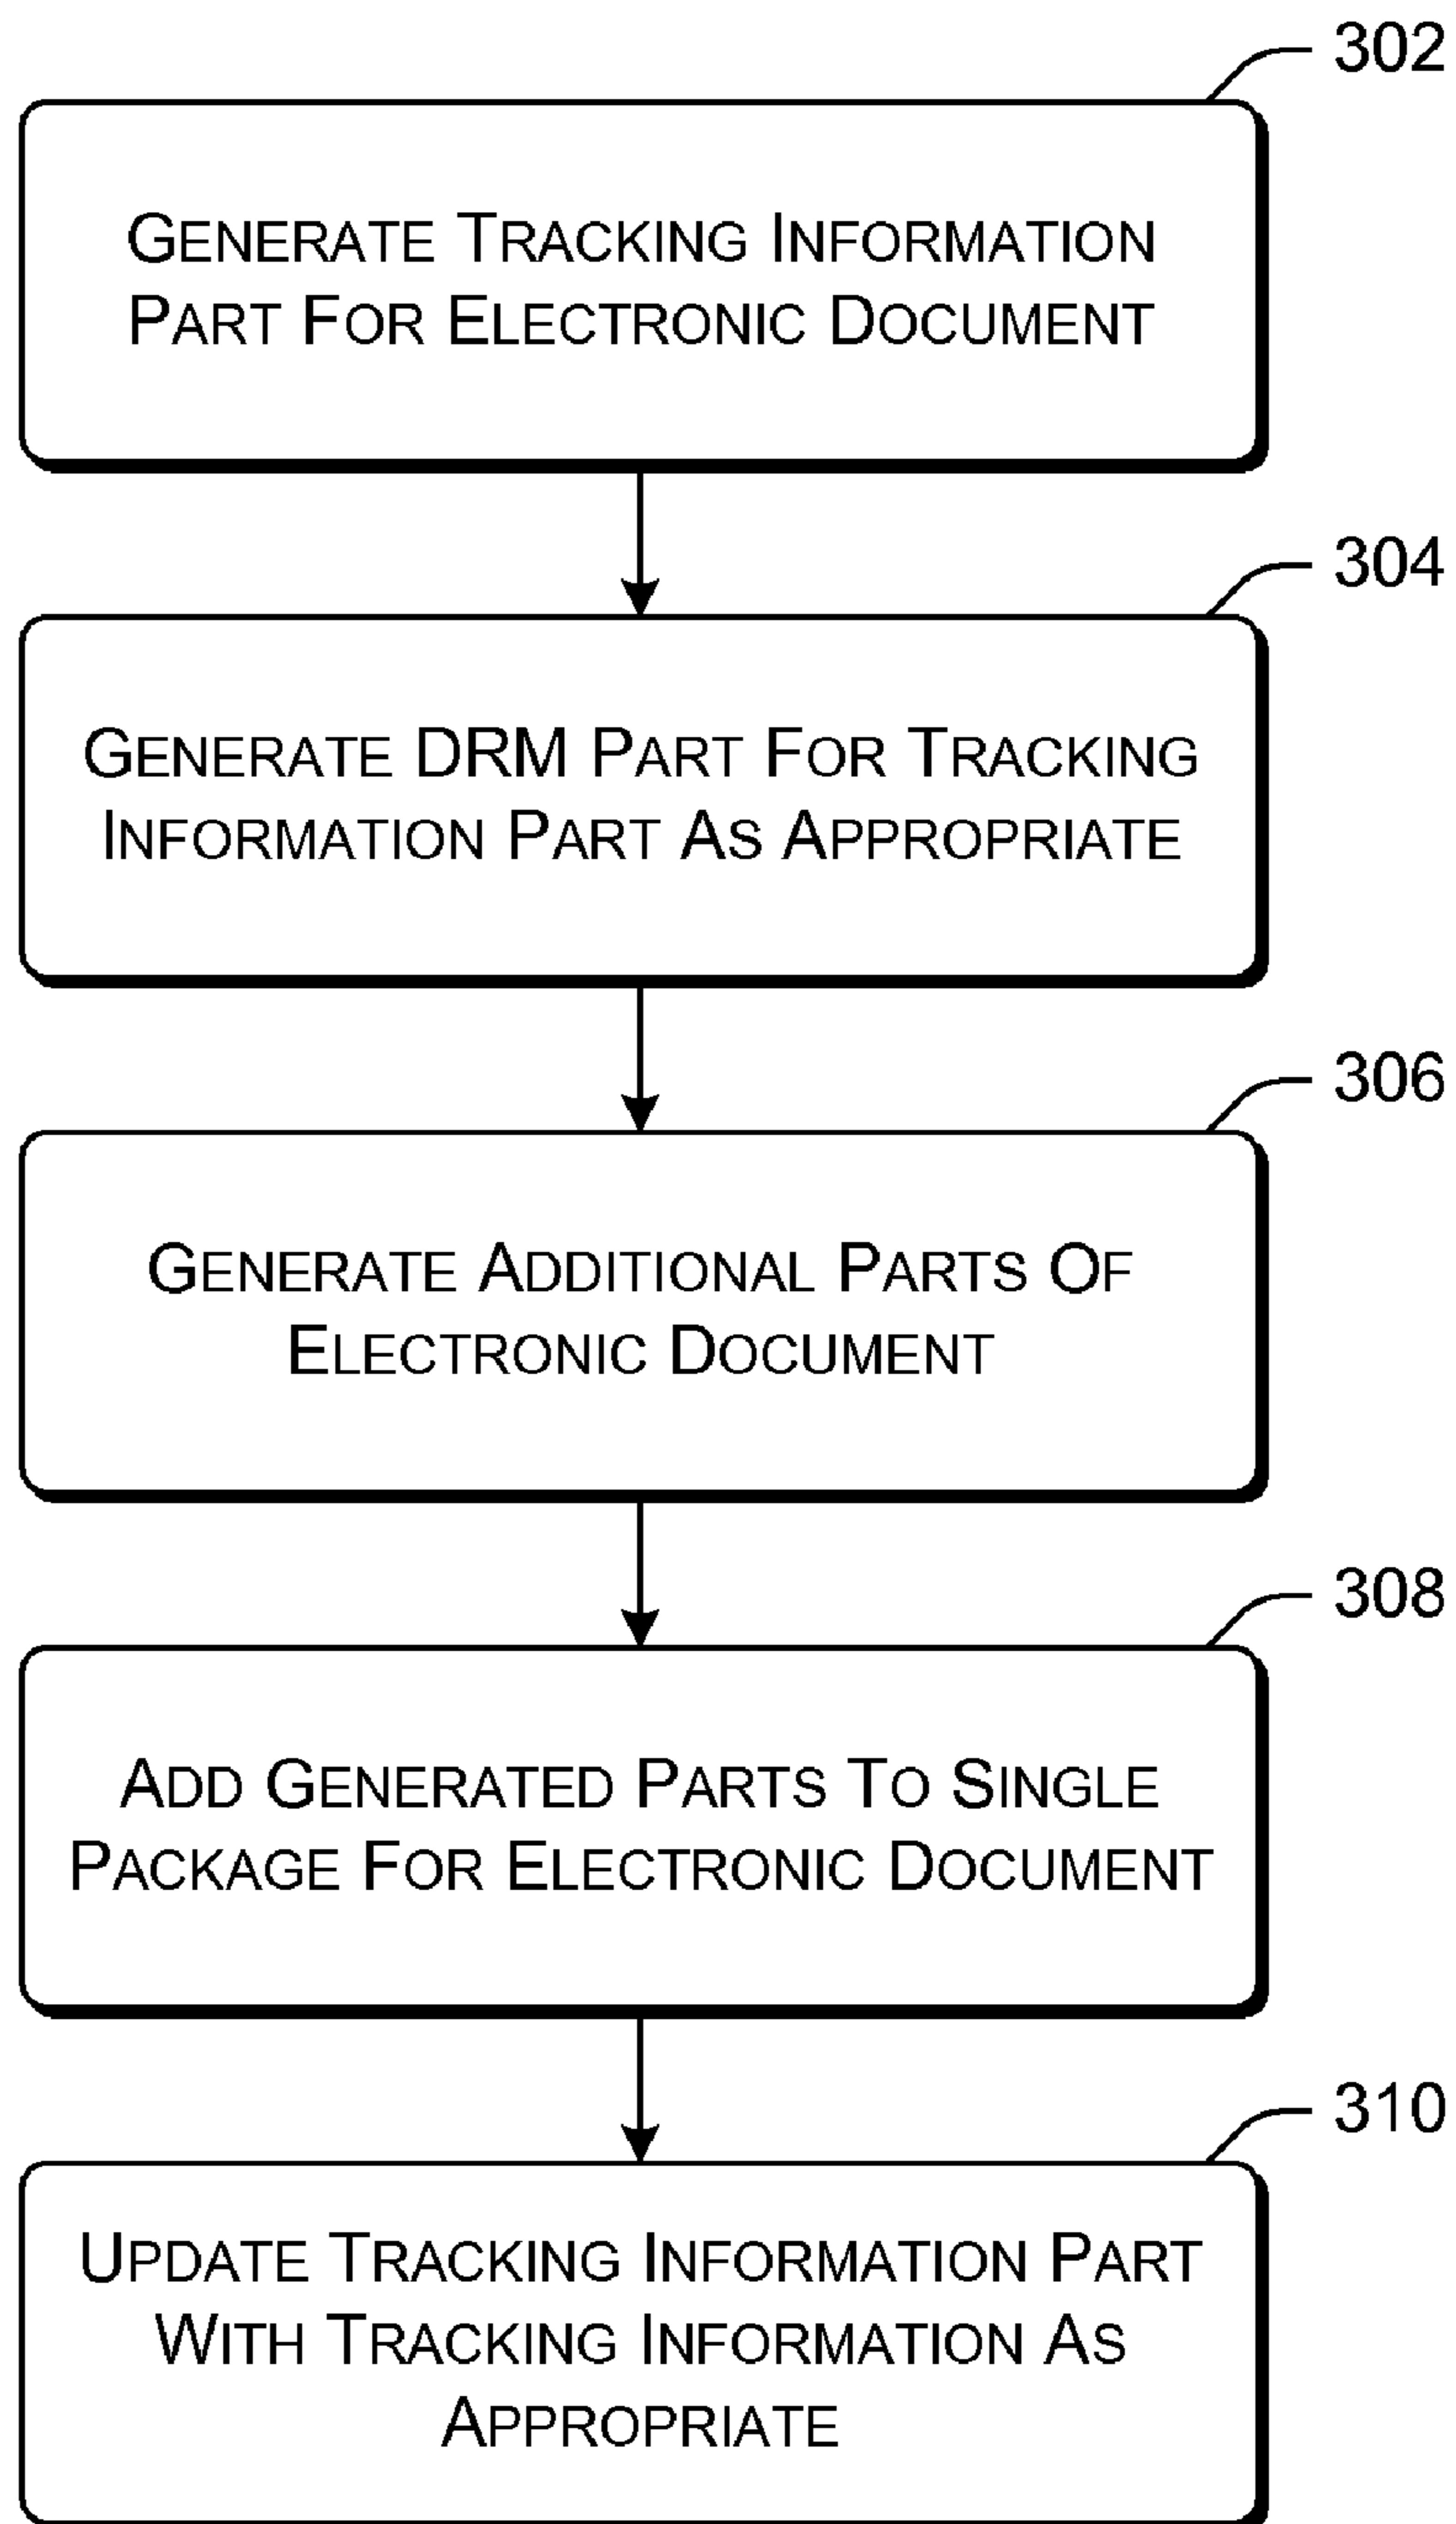 302
GENERATE TRACKING INFORMATION
PART FOR ELECTRONIC DOCUMENT
304
GENERATE DRM PART FOR TRACKING
INFORMATION PART AS APPROPRIATE
306
GENERATE ADDITIONAL PARTS OF
ELECTRONIC DOCUMENT
308
ADD GENERATED PARTS TO SINGLE
PACKAGE FOR ELECTRONIC DOCUMENT
310
UPDATE TRACKING INFORMATION PART
WITH TRACKING INFORMATION AS
APPROPRIATE